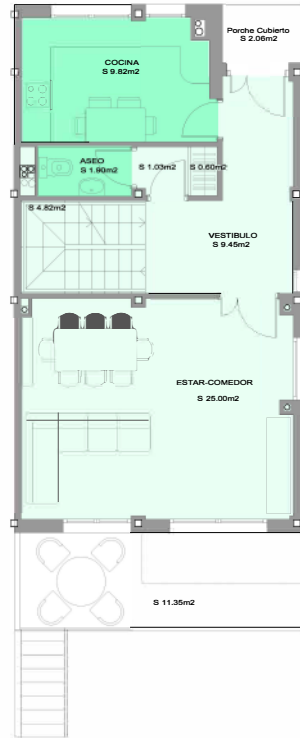 Porche Cubierto
S 2.06m2
COCINA
S 9.82m2
ASEO
S 1.90m2
S 1.03m2
S 0.60m2
S 4.82m2
VESTIBULO
S 9.45m2
ESTAR-COMEDOR
S 25.00m2
S 11.35m2